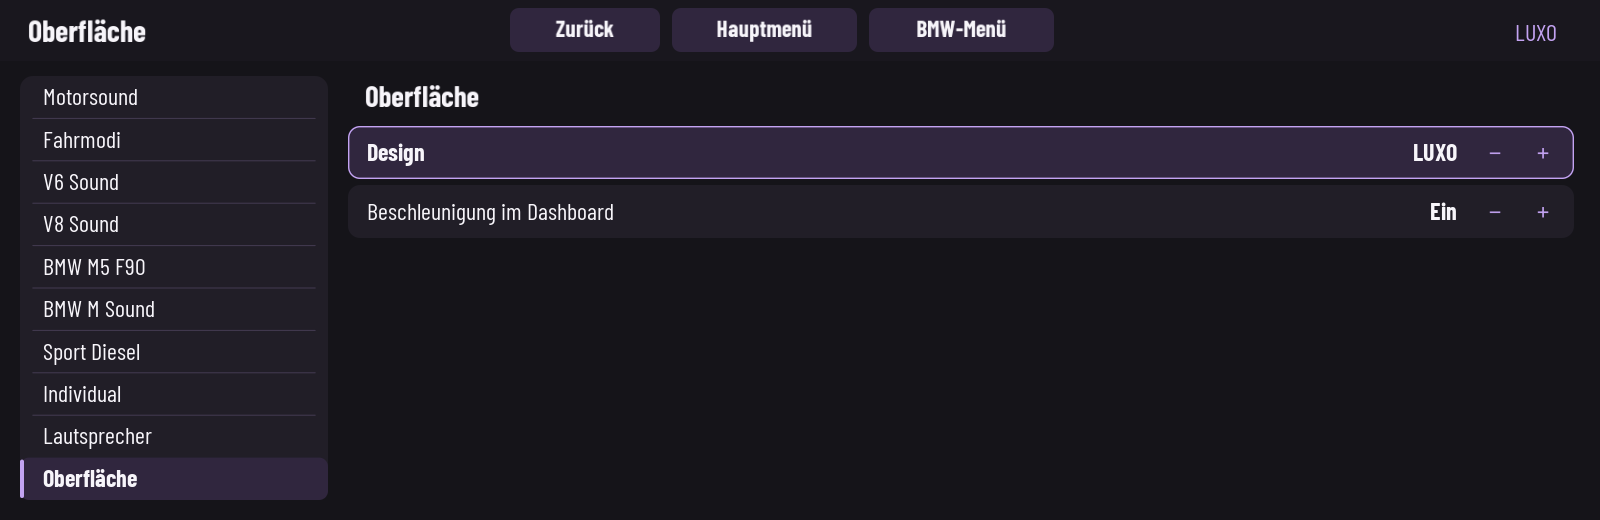 Oberfläche
Zurück
Hauptmenü
BMW-Menü
LUXO
Motorsound
Fahrmodi
V6 Sound
V8 Sound
BMW M5 F90
BMW M Sound
Sport Diesel
Individual
Lautsprecher
Oberfläche
Oberfläche
Design LUXO − +
Beschleunigung im Dashboard Ein − +